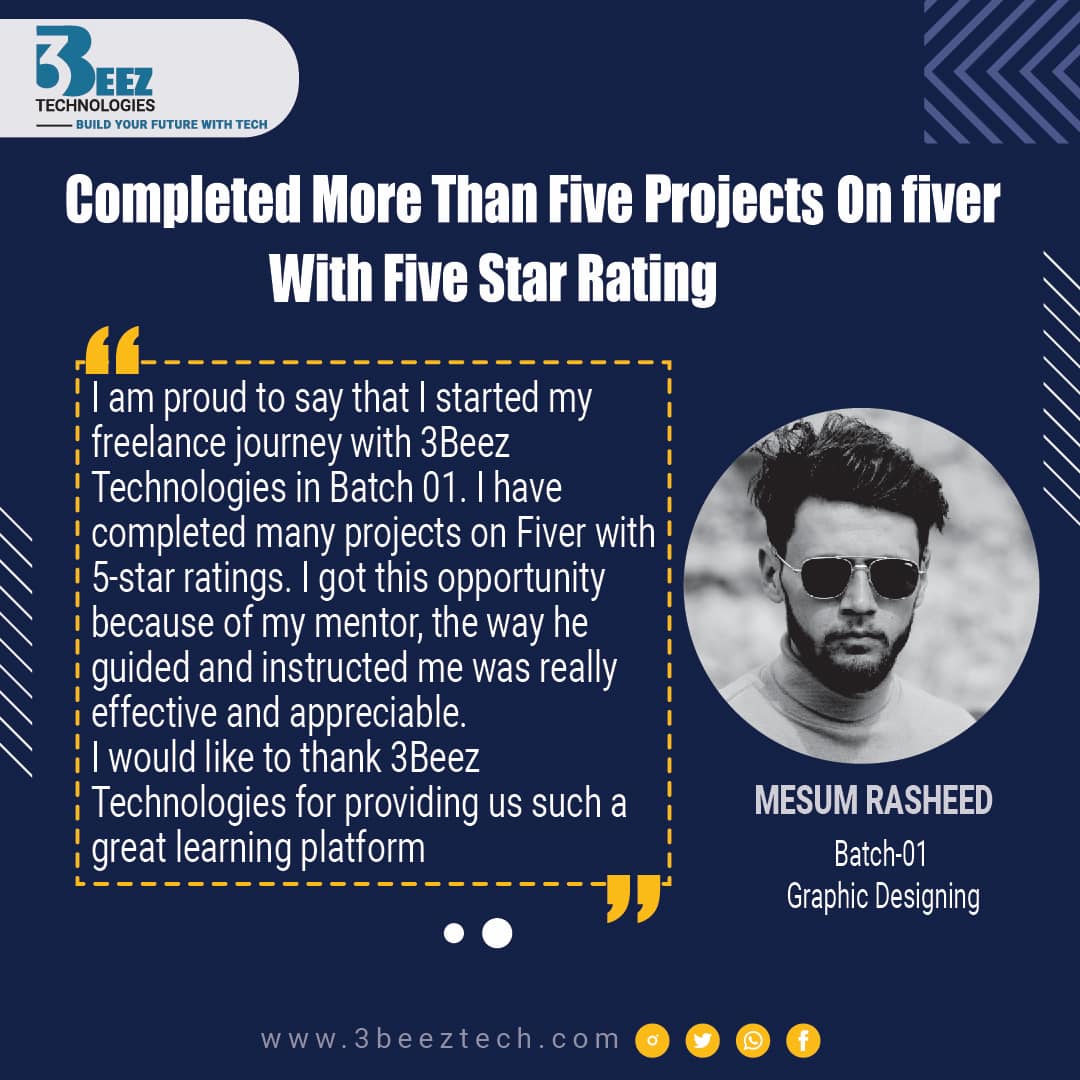 3BEEZ
TECHNOLOGIES
BUILD YOUR FUTURE WITH TECH
Completed More Than Five Projects On fiver
With Five Star Rating
“
I am proud to say that I started my
freelance journey with 3Beez
Technologies in Batch 01. I have
completed many projects on Fiver with
5-star ratings. I got this opportunity
because of my mentor, the way he
guided and instructed me was really
effective and appreciable.
I would like to thank 3Beez
Technologies for providing us such a
great learning platform
”
MESUM RASHEED
Batch-01
Graphic Designing
www.3beeztech.com